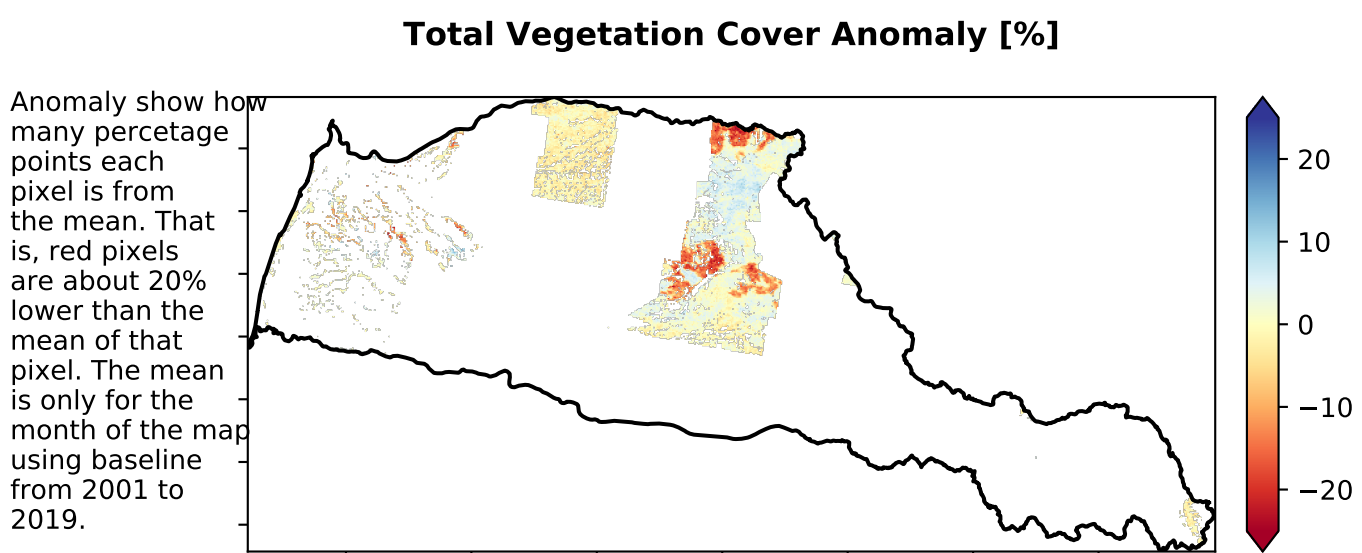 Total Vegetation Cover Anomaly [%]
Anomaly show how
many percetage
points each
pixel is from
the mean. That
is, red pixels
are about 20%
lower than the
mean of that
pixel. The mean
is only for the
month of the map
using baseline
from 2001 to
2019.
20
10
0
−10
−20